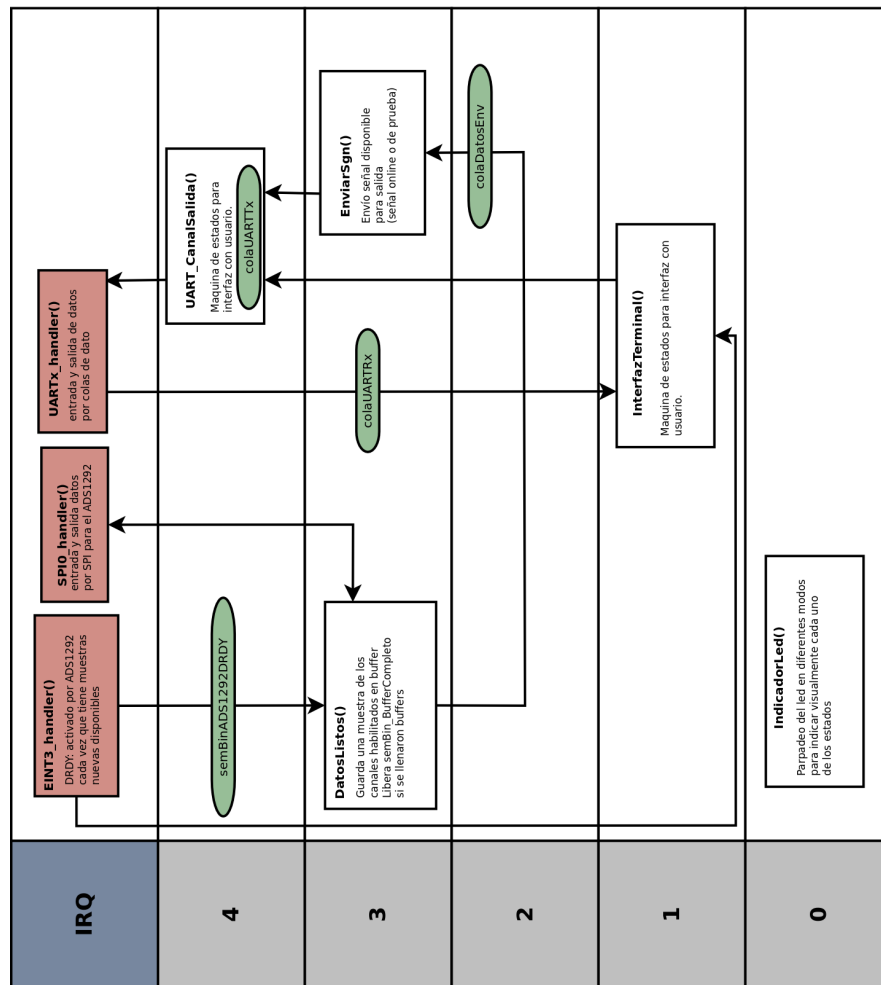 IRQ
EINT3_handler()
DRDY: activado por ADS1292
cada vez que tiene muestras
nuevas disponibles
SPI0_handler()
entrada y salida datos
por SPI para el ADS1292
UARTx_handler()
entrada y salida de datos
por colas de dato
4
semBinADS1292DRDY
UART_CanalSalida()
Maquina de estados para
interfaz con usuario.
colaUARTTx
3
DatosListos()
Guarda una muestra de los
canales habilitados en buffer
Libera semBin_BufferCompleto
si se llenaron buffers
colaUARTRx
EnviarSgn()
Envío señal disponible
para salida
(señal online o de prueba)
2
colaDatosEnv
1
InterfazTerminal()
Maquina de estados para interfaz con
usuario.
0
IndicadorLed()
Parpadeo del led en diferentes modos
para indicar visualmente cada uno
de los estados